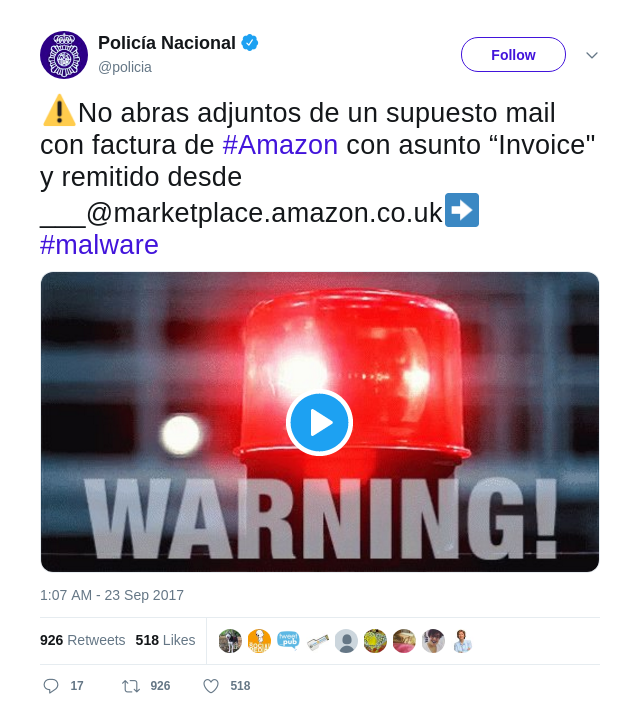 Policía Nacional
@policia
Follow
⚠️No abras adjuntos de un supuesto mail
con factura de #Amazon con asunto “Invoice"
y remitido desde
___@marketplace.amazon.co.uk➡️
#malware
WARNING!
1:07 AM - 23 Sep 2017
926 Retweets 518 Likes
tweet
pub
17 926 518